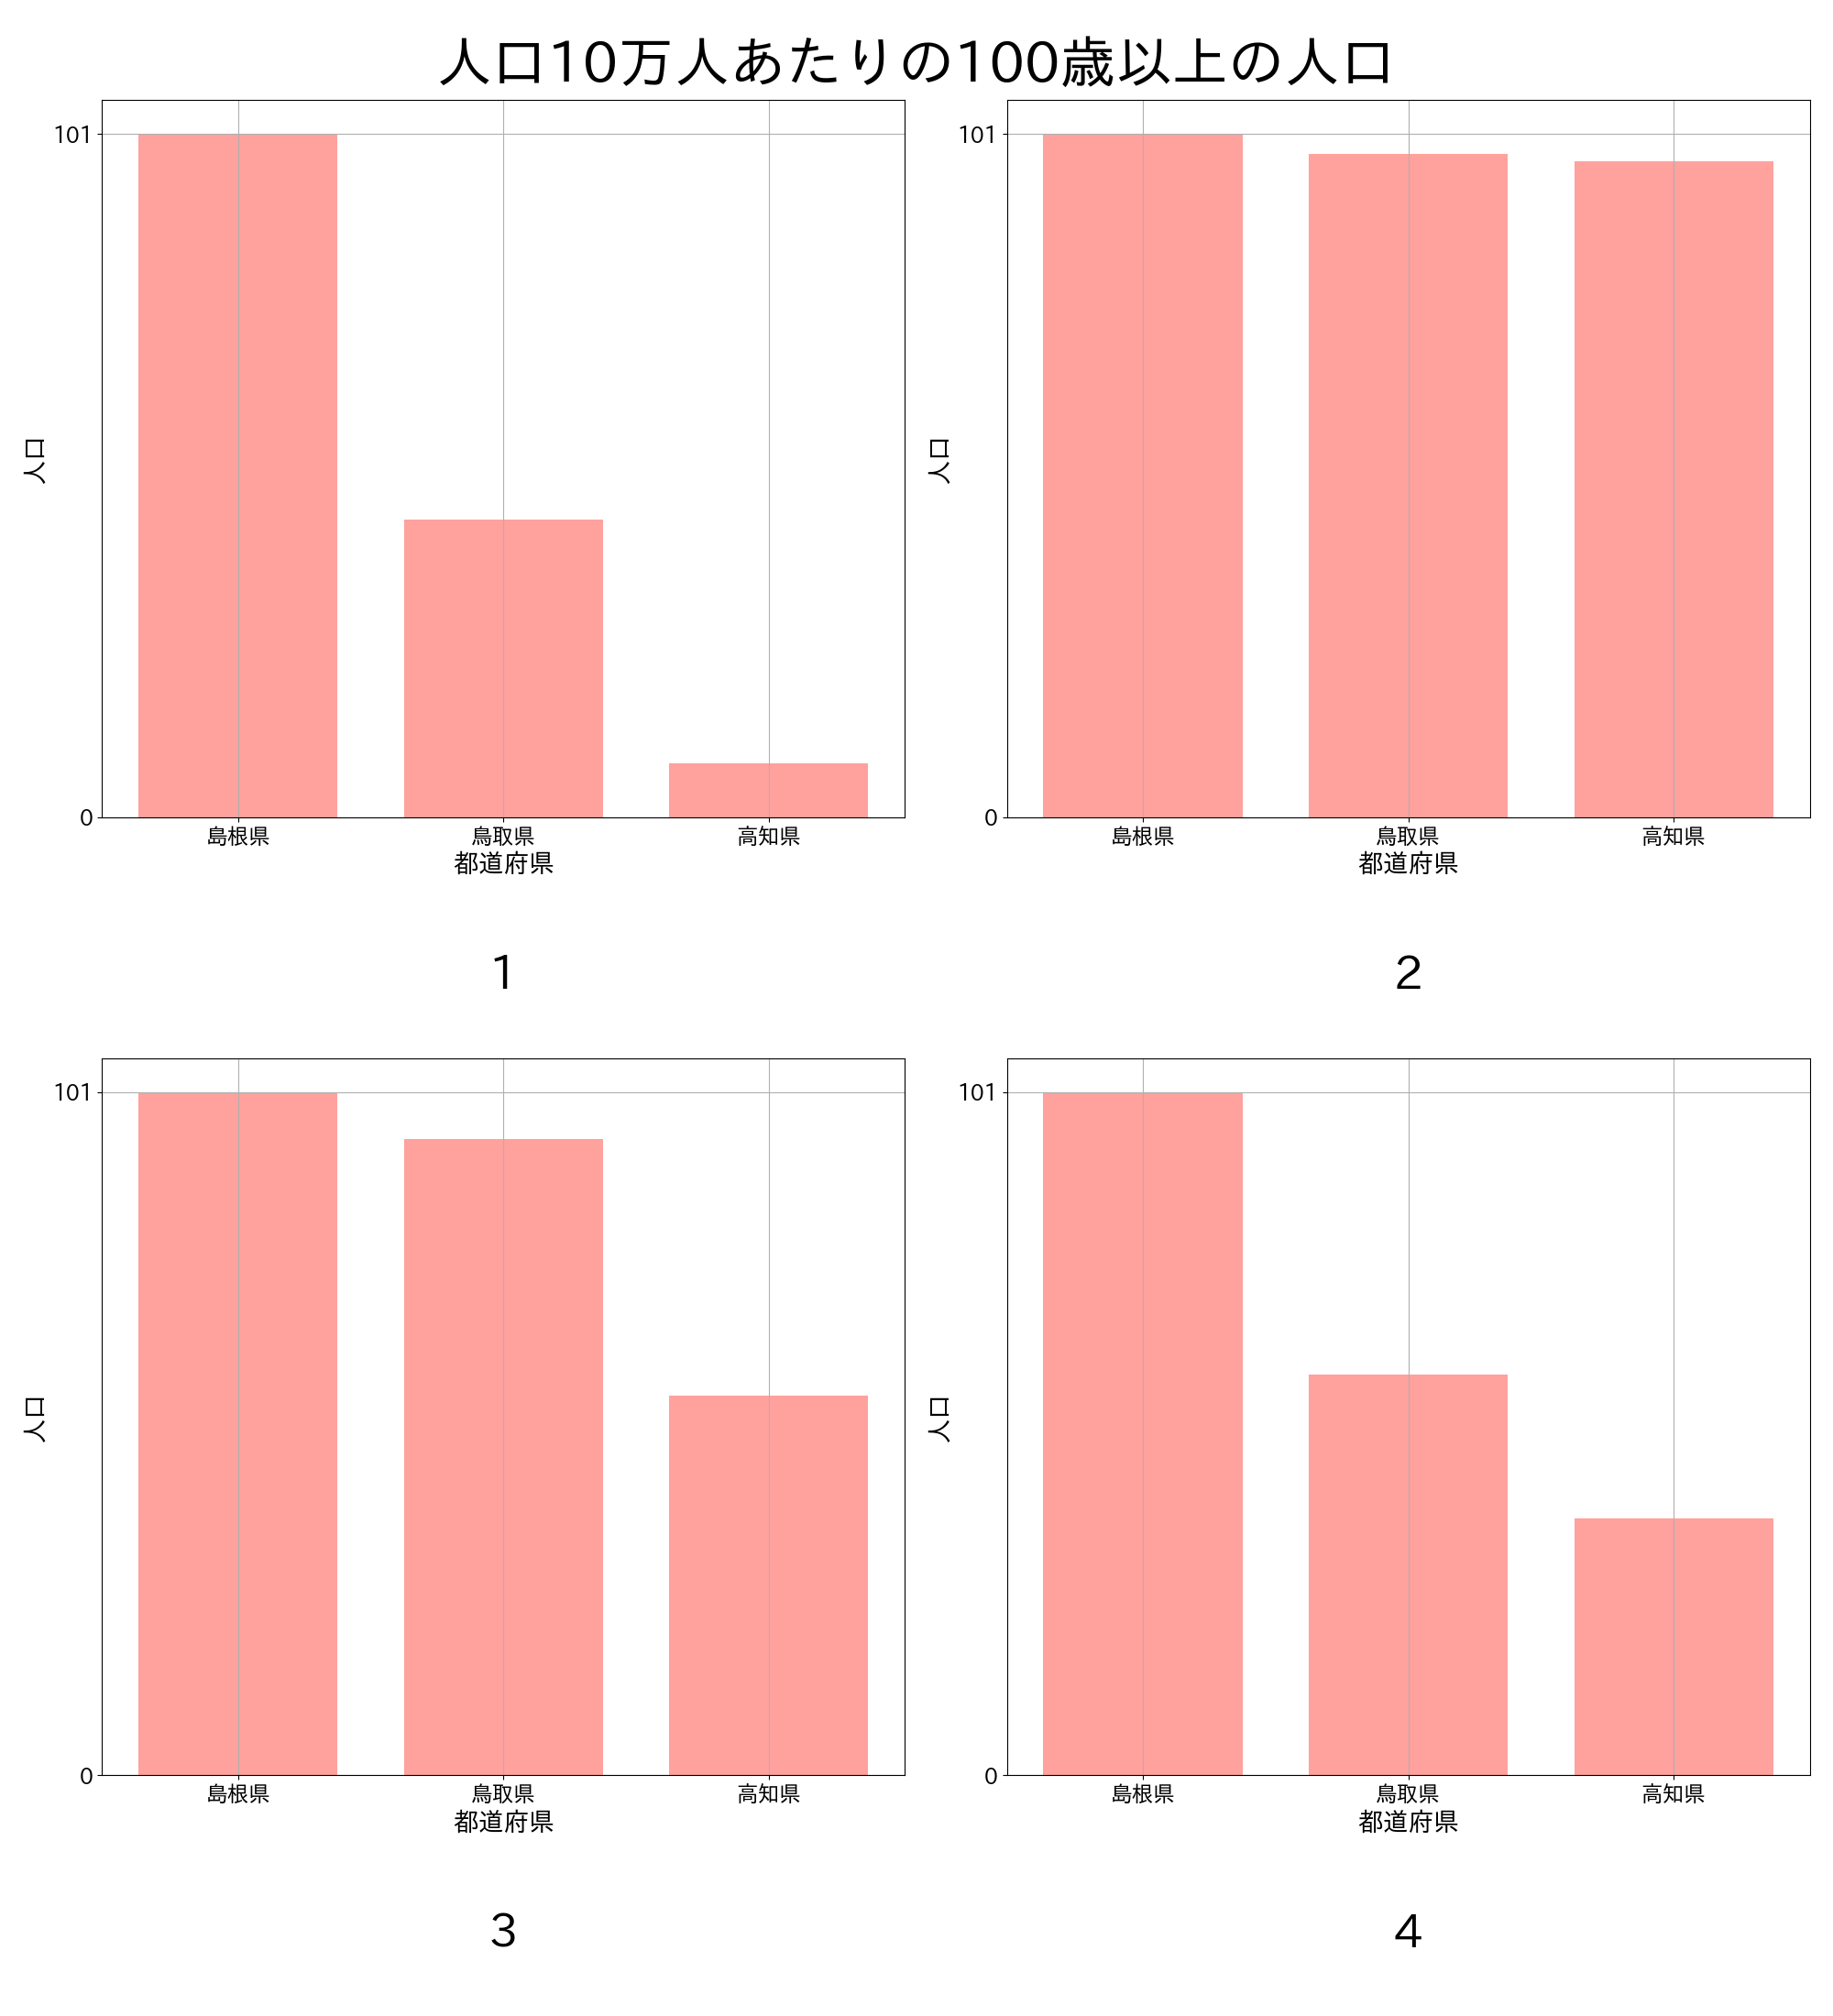 人口10万人あたりの100歳以上の人口
101
0
人口
島根県 鳥取県 高知県
都道府県
1
101
0
人口
島根県 鳥取県 高知県
都道府県
2
101
0
人口
島根県 鳥取県 高知県
都道府県
3
101
0
人口
島根県 鳥取県 高知県
都道府県
4